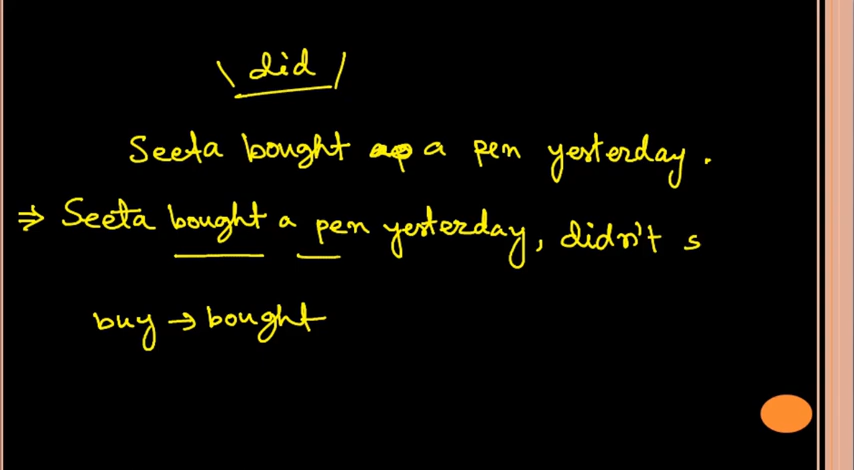 \ did /
Seeta bought a pen yesterday.
⇒ Seeta bought a pen yesterday, didn't s
buy → bought